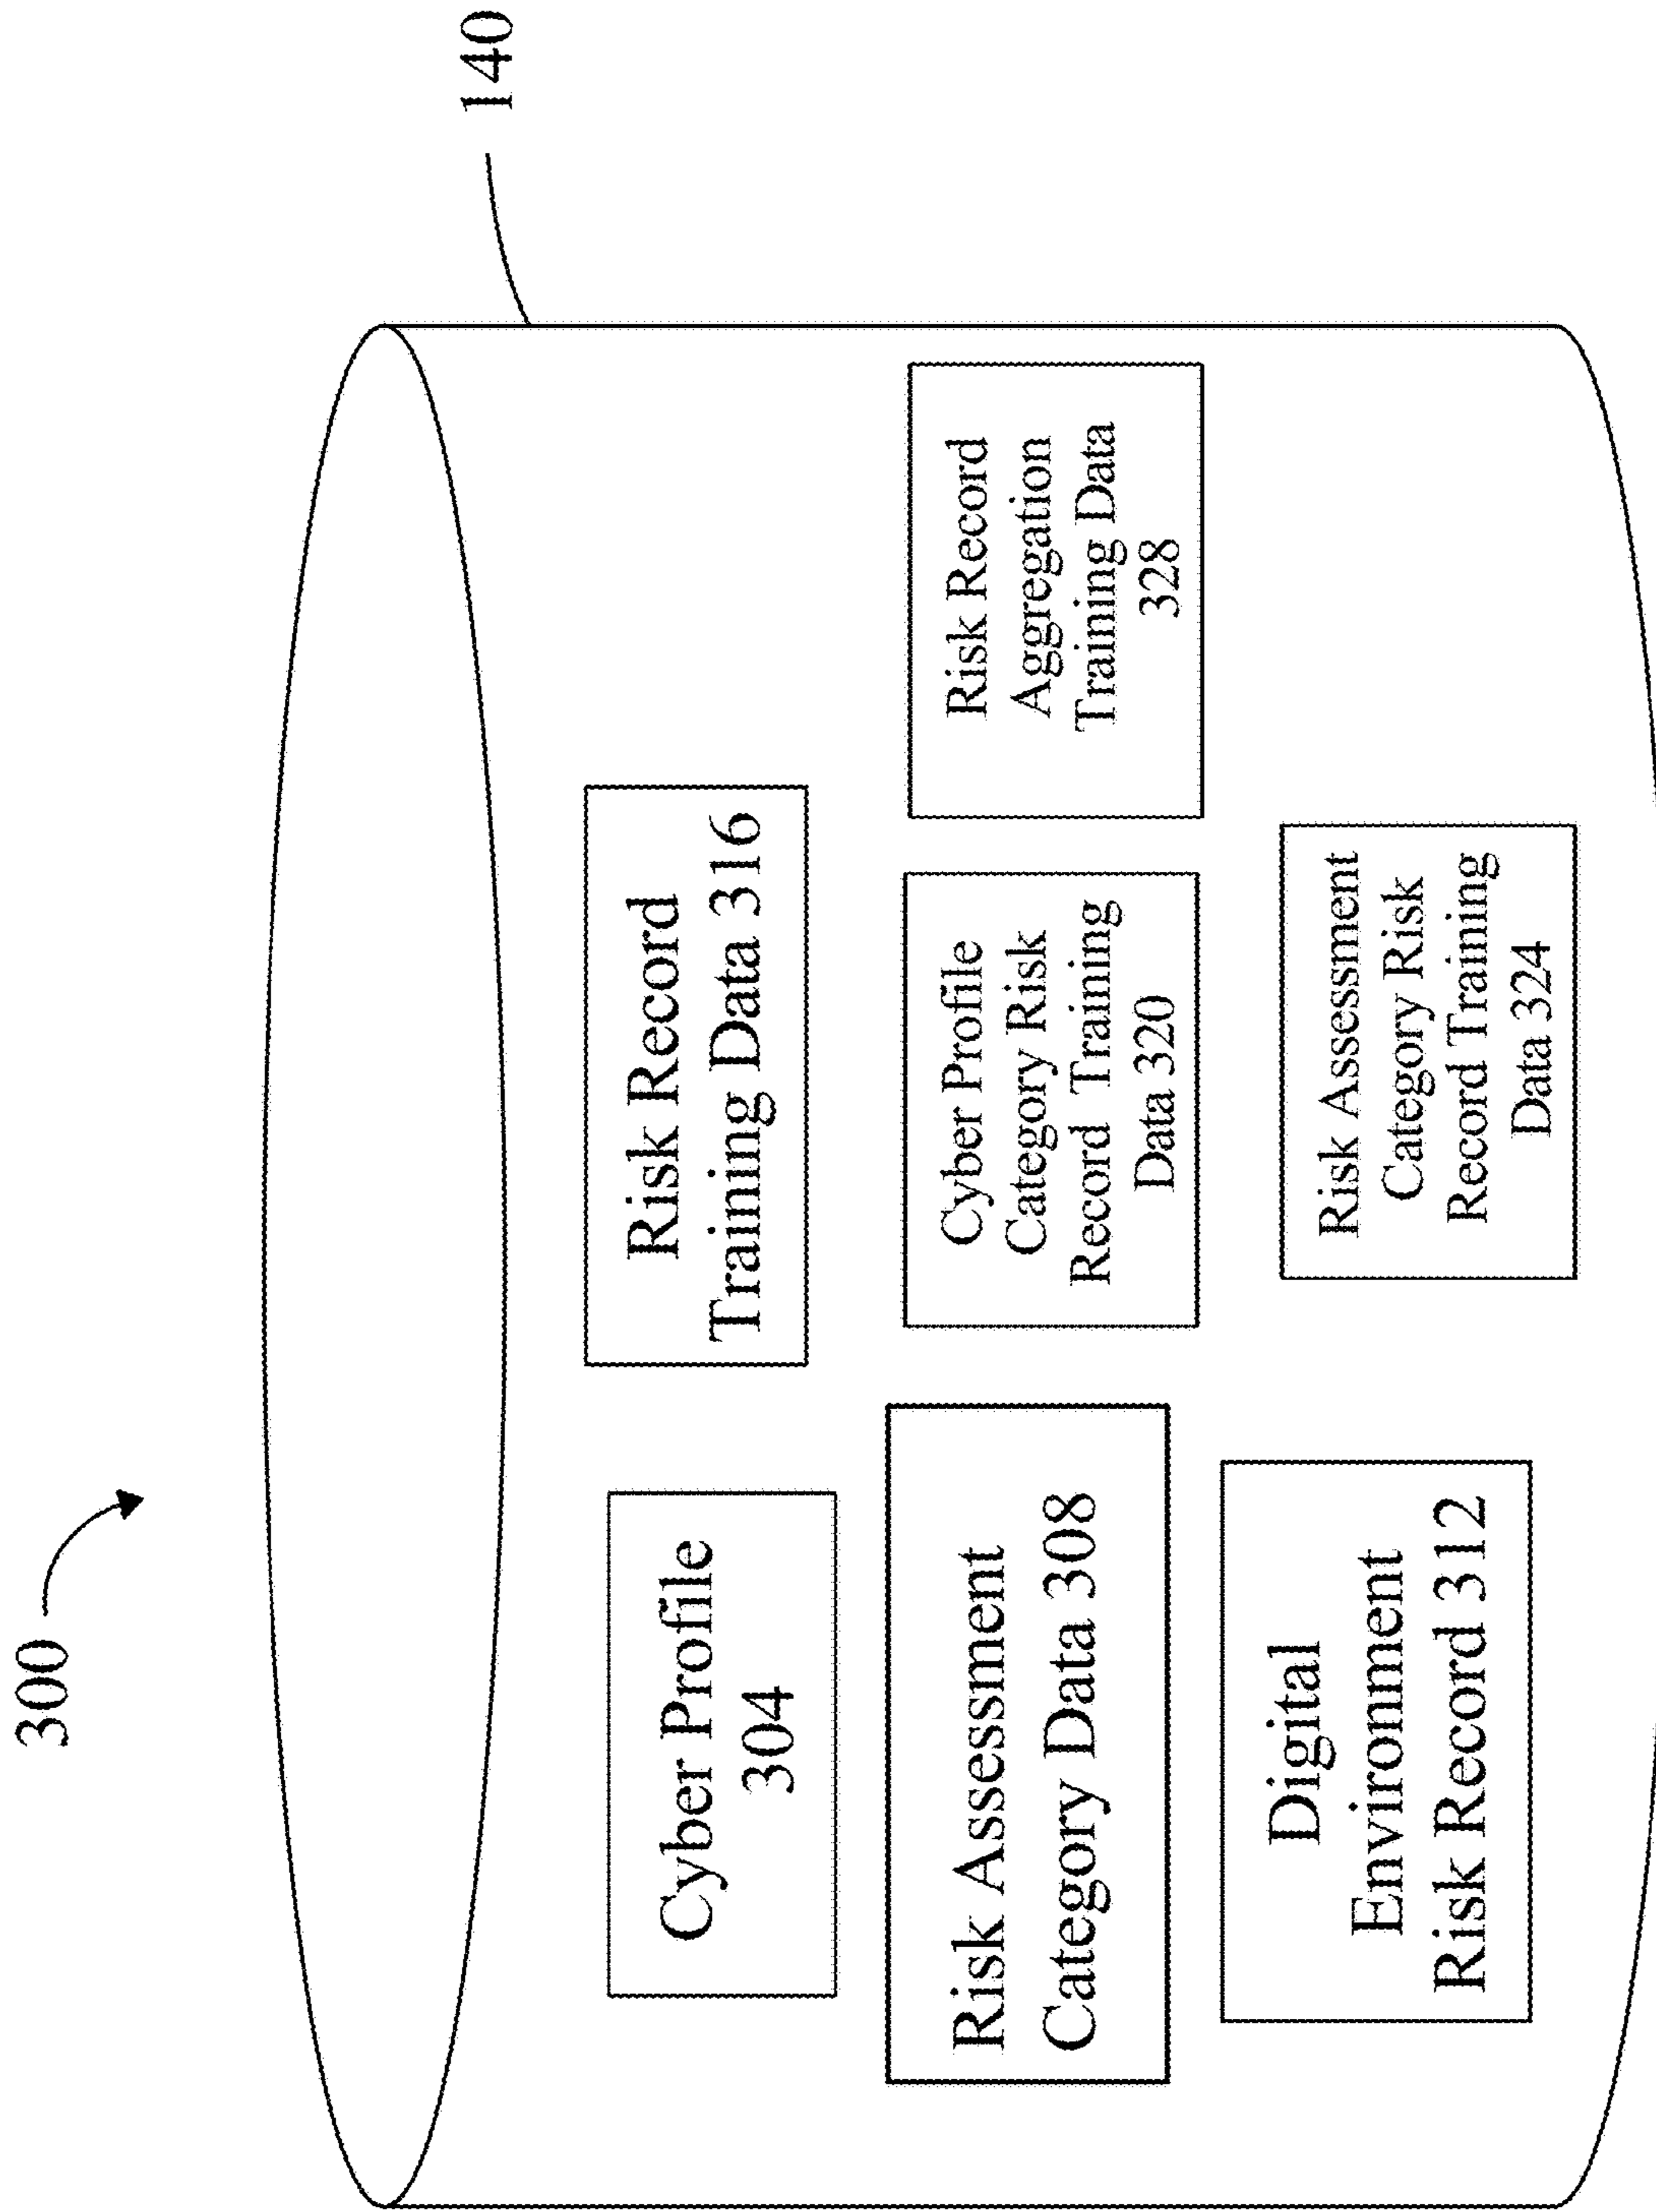 300
140
Cyber Profile
304
Risk Record
Training Data 316
Risk Assessment
Category Data 308
Cyber Profile
Category Risk
Record Training
Data 320
Risk Record
Aggregation
Training Data
328
Digital
Environment
Risk Record 312
Risk Assessment
Category Risk
Record Training
Data 324